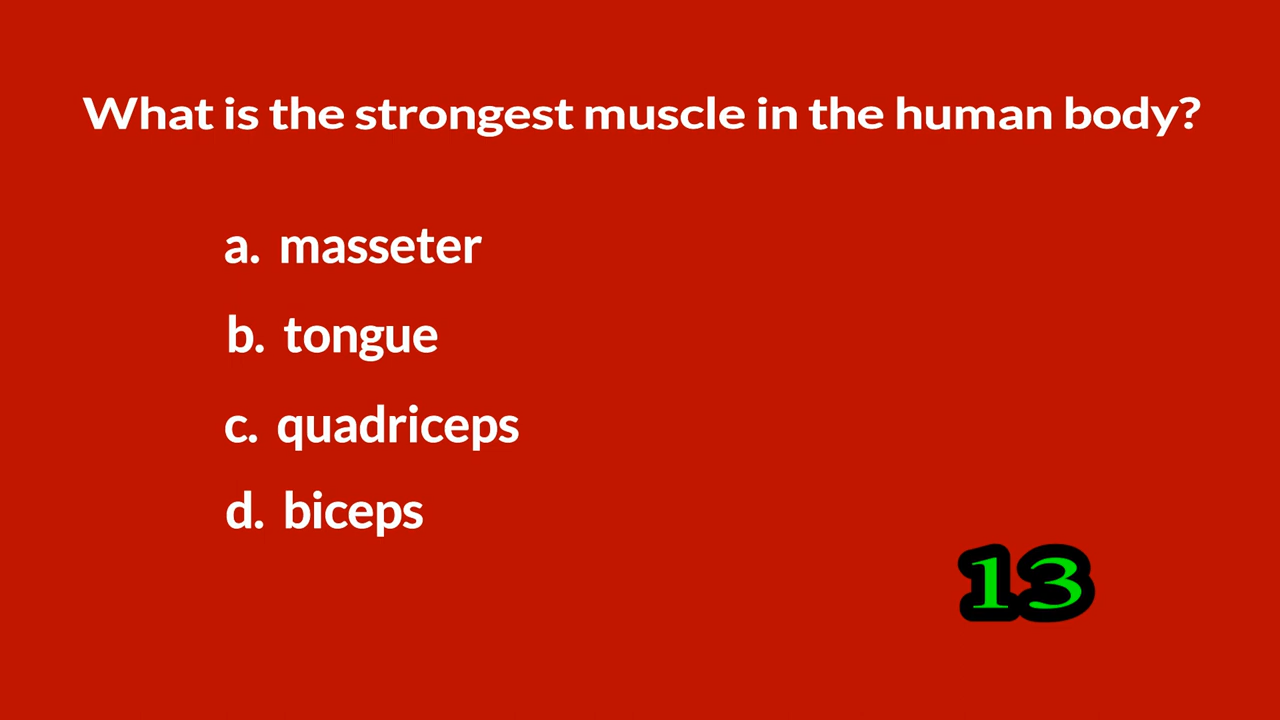 What is the strongest muscle in the human body?
a. masseter
b. tongue
c. quadriceps
d. biceps
13